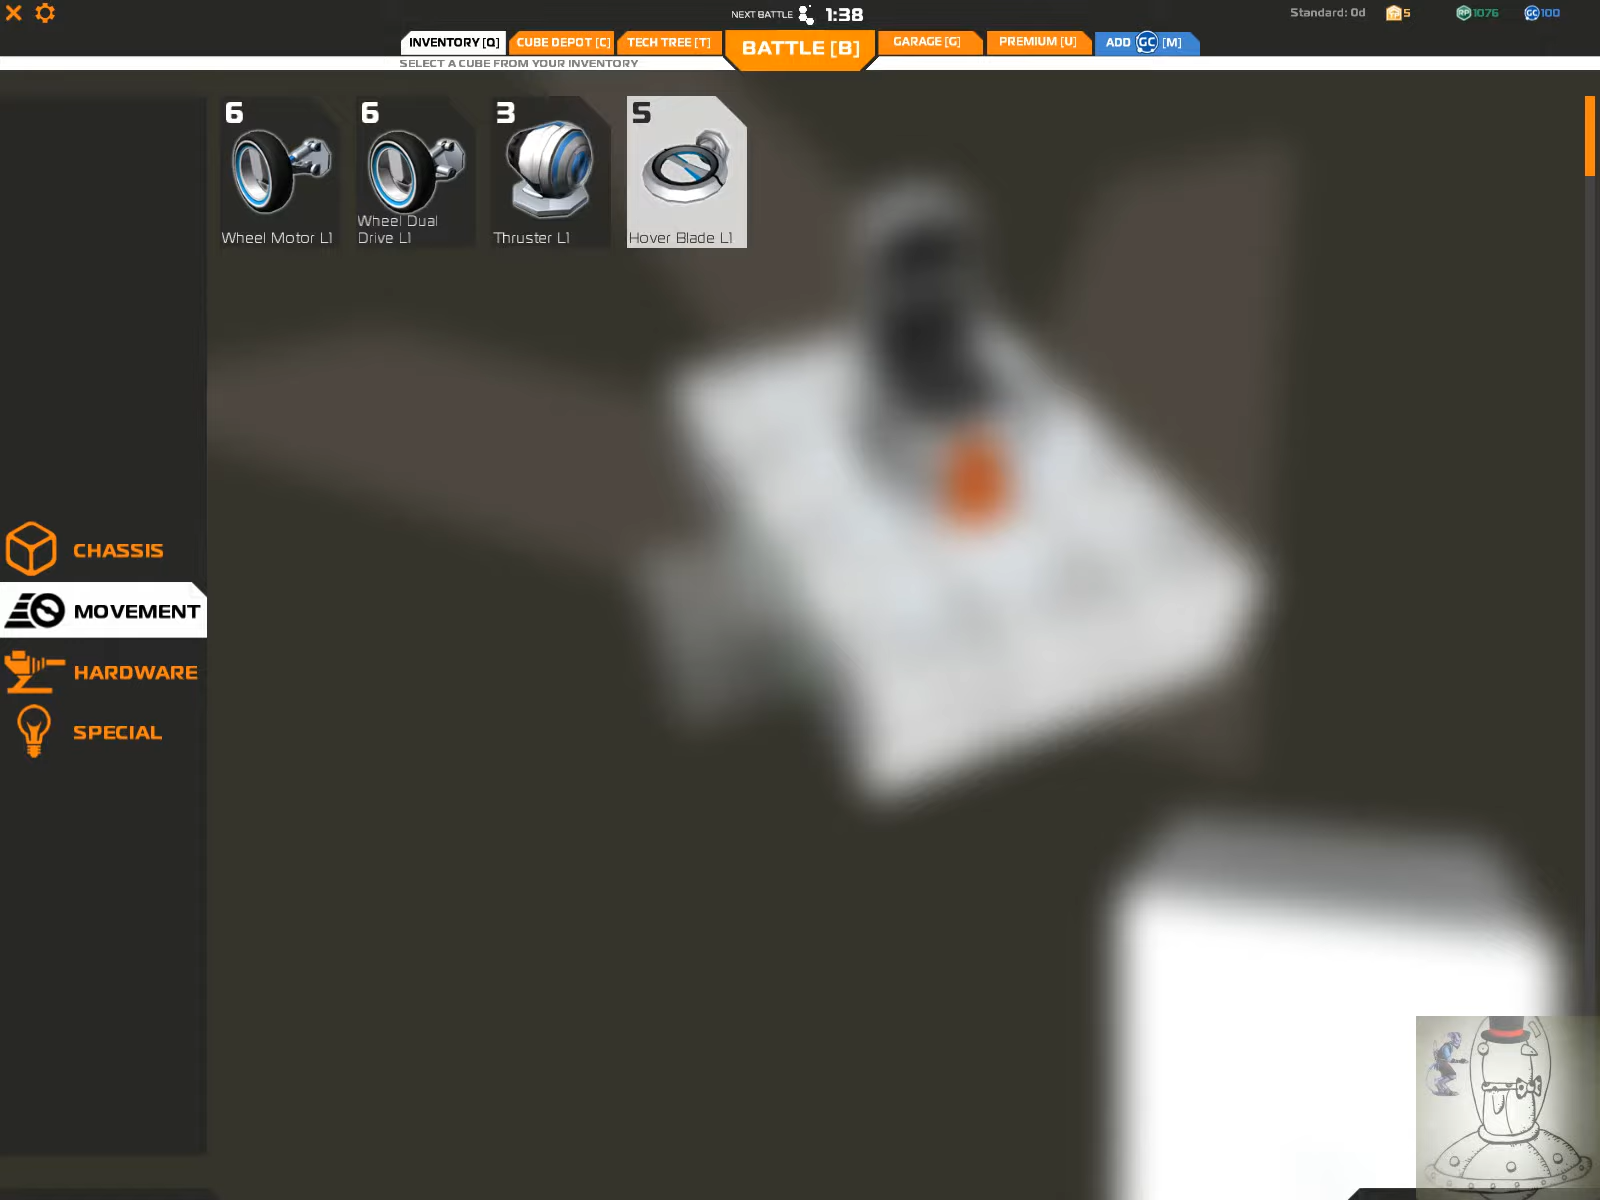 NEXT BATTLE 1:38
Standard: 0d
5
RP 1076
GC 100
INVENTORY [Q]
CUBE DEPOT [C]
TECH TREE [T]
BATTLE [B]
GARAGE [G]
PREMIUM [U]
ADD GC [M]
SELECT A CUBE FROM YOUR INVENTORY
6
Wheel Motor L1
6
Wheel Dual
Drive L1
3
Thruster L1
5
Hover Blade L1
CHASSIS
MOVEMENT
HARDWARE
SPECIAL